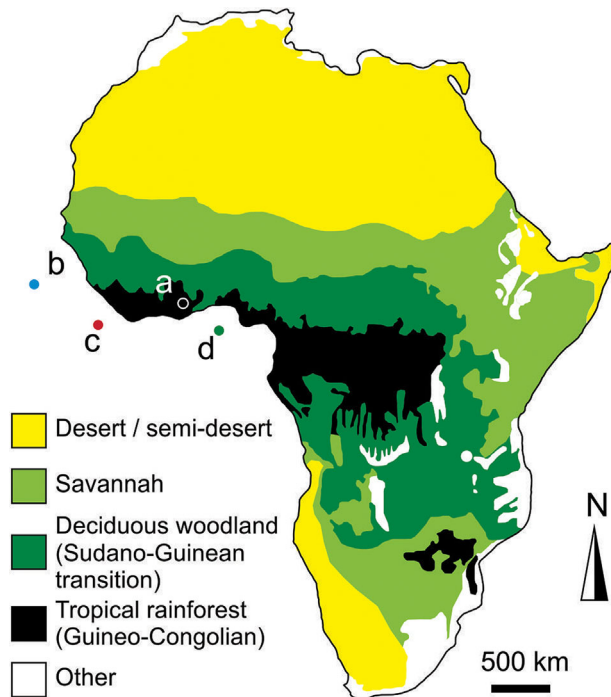 b
a
c
d
Desert / semi-desert
Savannah
Deciduous woodland
(Sudano-Guinean
transition)
Tropical rainforest
(Guineo-Congolian)
Other
N
500 km